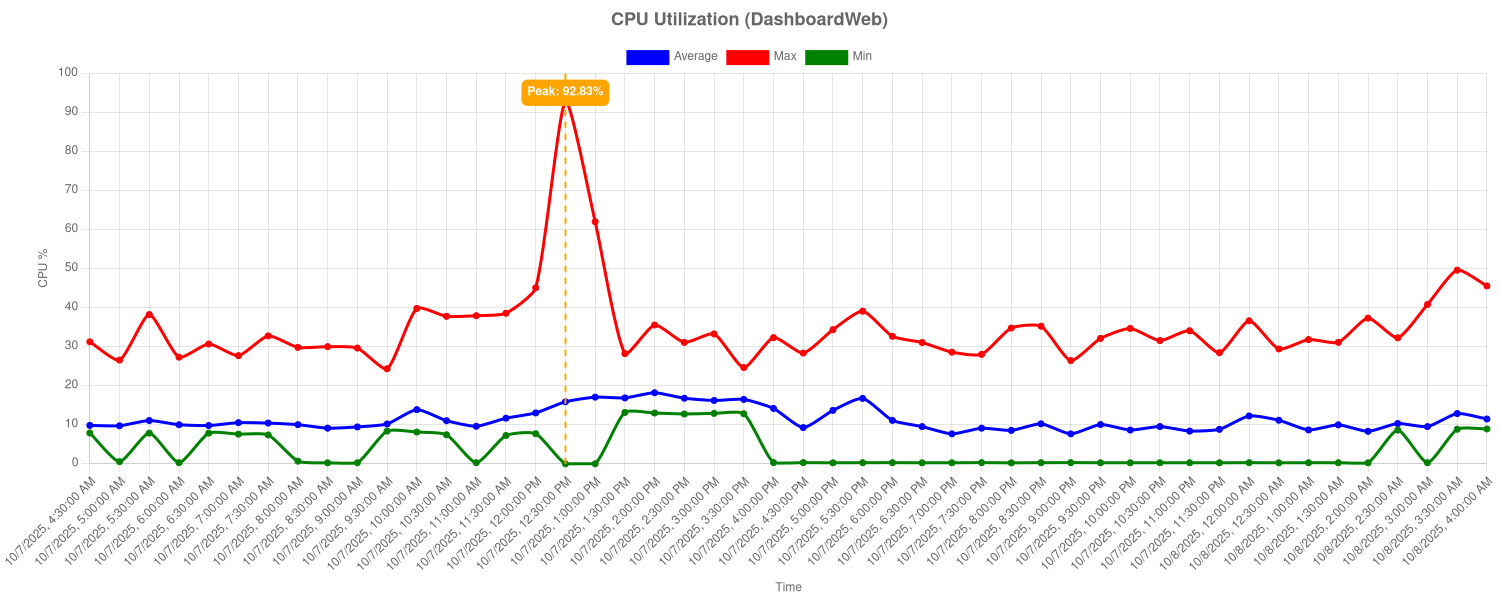 CPU Utilization (DashboardWeb)
Average Max Min
100
Peak: 92.83%
90
80
70
60
50
40
30
20
10
0
CPU %
10/7/2025, 4:30:00 AM
10/7/2025, 5:00:00 AM
10/7/2025, 5:30:00 AM
10/7/2025, 6:00:00 AM
10/7/2025, 6:30:00 AM
10/7/2025, 7:00:00 AM
10/7/2025, 7:30:00 AM
10/7/2025, 8:00:00 AM
10/7/2025, 8:30:00 AM
10/7/2025, 9:00:00 AM
10/7/2025, 9:30:00 AM
10/7/2025, 10:00:00 AM
10/7/2025, 10:30:00 AM
10/7/2025, 11:00:00 AM
10/7/2025, 11:30:00 AM
10/7/2025, 12:00:00 PM
10/7/2025, 12:30:00 PM
10/7/2025, 1:00:00 PM
10/7/2025, 1:30:00 PM
10/7/2025, 2:00:00 PM
10/7/2025, 2:30:00 PM
10/7/2025, 3:00:00 PM
10/7/2025, 3:30:00 PM
10/7/2025, 4:00:00 PM
10/7/2025, 4:30:00 PM
10/7/2025, 5:00:00 PM
10/7/2025, 5:30:00 PM
10/7/2025, 6:00:00 PM
10/7/2025, 6:30:00 PM
10/7/2025, 7:00:00 PM
10/7/2025, 7:30:00 PM
10/7/2025, 8:00:00 PM
10/7/2025, 8:30:00 PM
10/7/2025, 9:00:00 PM
10/7/2025, 9:30:00 PM
10/7/2025, 10:00:00 PM
10/7/2025, 10:30:00 PM
10/7/2025, 11:00:00 PM
10/7/2025, 11:30:00 PM
10/8/2025, 12:00:00 AM
10/8/2025, 12:30:00 AM
10/8/2025, 1:00:00 AM
10/8/2025, 1:30:00 AM
10/8/2025, 2:00:00 AM
10/8/2025, 2:30:00 AM
10/8/2025, 3:00:00 AM
10/8/2025, 3:30:00 AM
10/8/2025, 4:00:00 AM
Time